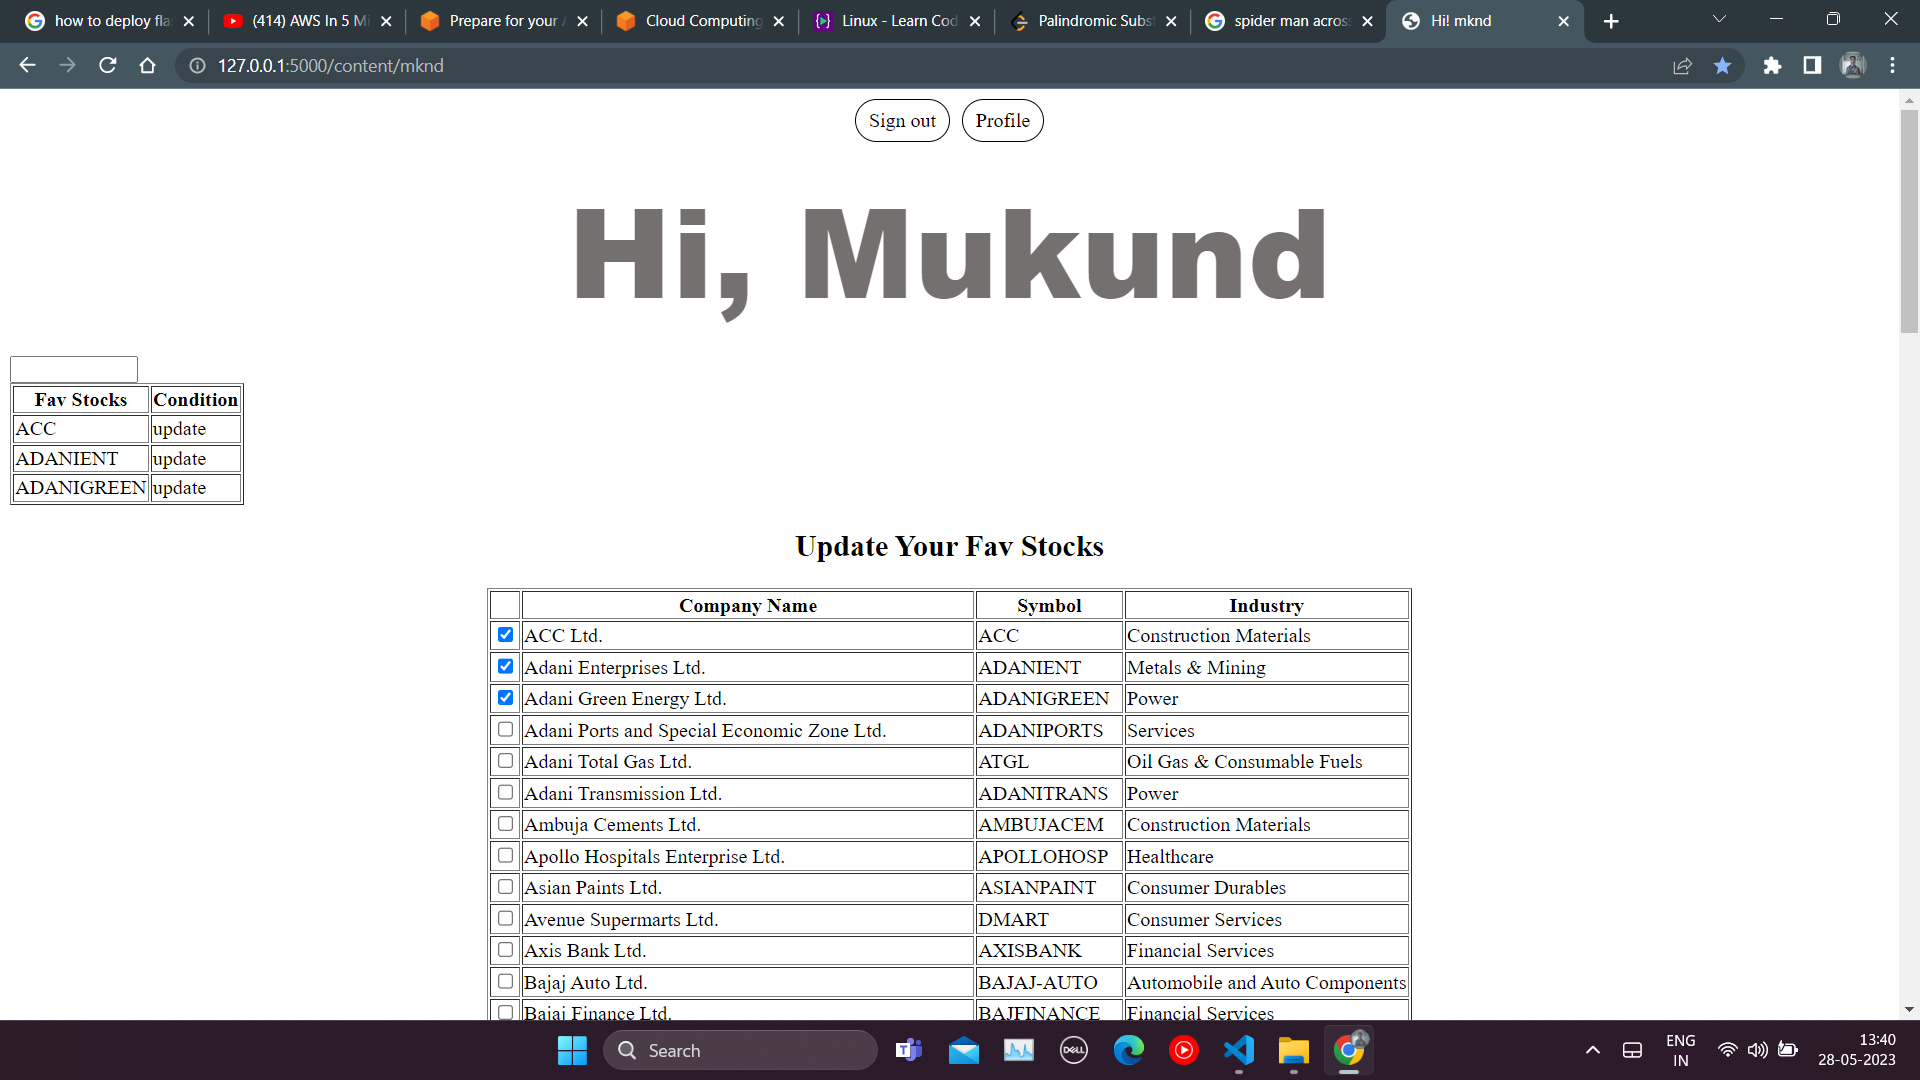 how to deploy fla
(414) AWS In 5 Mi
Prepare for your A
Cloud Computing
Linux - Learn Cod
Palindromic Subst
spider man across
Hi! mknd
127.0.0.1:5000/content/mknd
Sign out Profile
Hi, Mukund
Fav Stocks Condition
ACC update
ADANIENT update
ADANIGREEN update
Update Your Fav Stocks
Company Name Symbol Industry
ACC Ltd. ACC Construction Materials
Adani Enterprises Ltd. ADANIENT Metals & Mining
Adani Green Energy Ltd. ADANIGREEN Power
Adani Ports and Special Economic Zone Ltd. ADANIPORTS Services
Adani Total Gas Ltd. ATGL Oil Gas & Consumable Fuels
Adani Transmission Ltd. ADANITRANS Power
Ambuja Cements Ltd. AMBUJACEM Construction Materials
Apollo Hospitals Enterprise Ltd. APOLLOHOSP Healthcare
Asian Paints Ltd. ASIANPAINT Consumer Durables
Avenue Supermarts Ltd. DMART Consumer Services
Axis Bank Ltd. AXISBANK Financial Services
Bajaj Auto Ltd. BAJAJ-AUTO Automobile and Auto Components
Bajaj Finance Ltd. BAJFINANCE Financial Services
Search
DELL
ENG
IN
13:40
28-05-2023